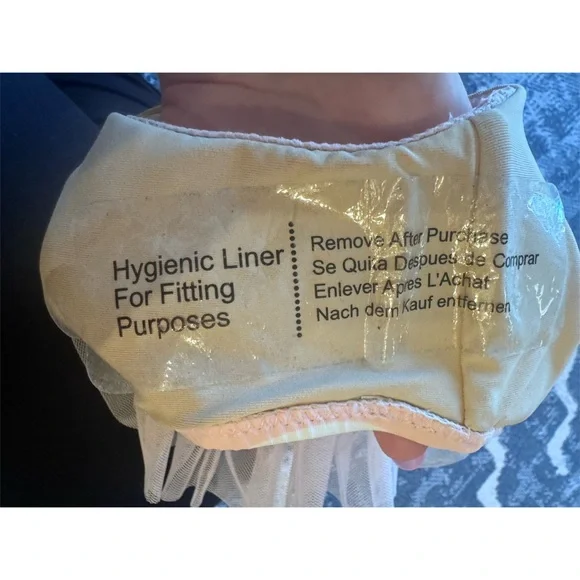 Hygienic Liner
For Fitting
Purposes
Remove After Purchase
Se Quita Despues de Comprar
Enlever Apres L'Achat
Nach dem Kauf entfernen